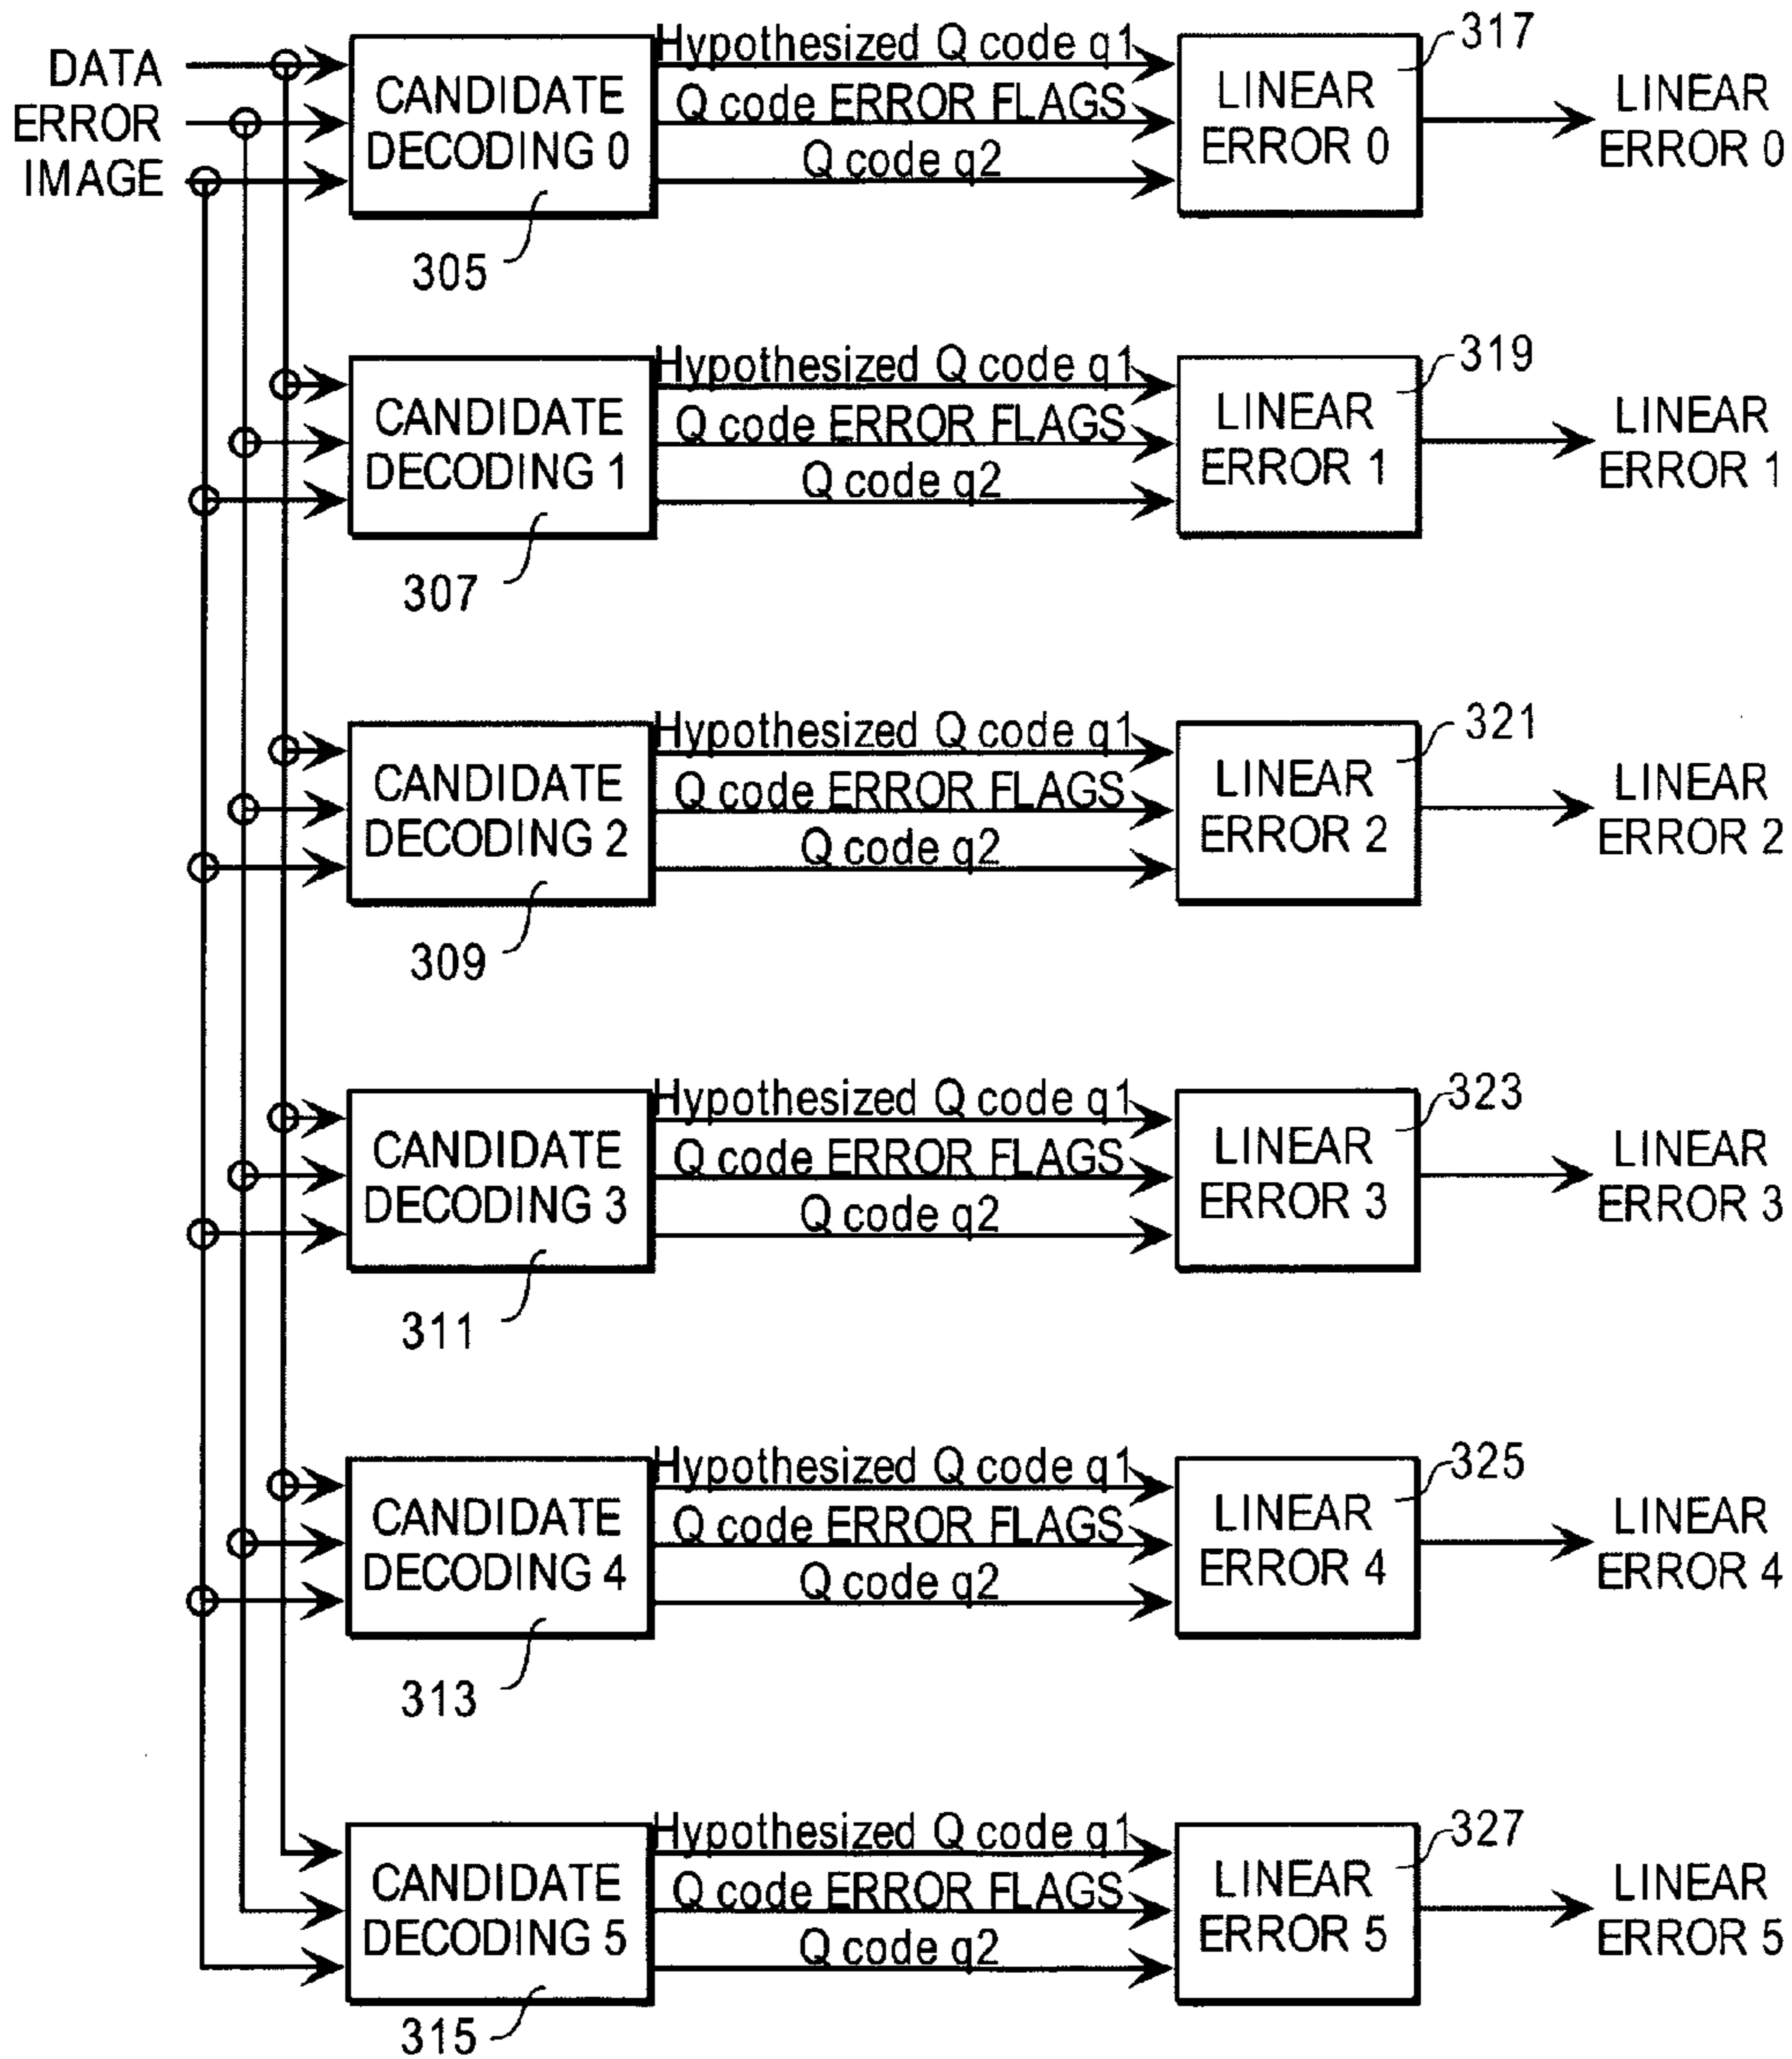 DATA
ERROR
IMAGE
CANDIDATE
DECODING 0
305
Hypothesized Q code q1
Q code ERROR FLAGS
Q code q2
LINEAR
ERROR 0
317
LINEAR
ERROR 0
CANDIDATE
DECODING 1
307
Hypothesized Q code q1
Q code ERROR FLAGS
Q code q2
LINEAR
ERROR 1
319
LINEAR
ERROR 1
CANDIDATE
DECODING 2
309
Hypothesized Q code q1
Q code ERROR FLAGS
Q code q2
LINEAR
ERROR 2
321
LINEAR
ERROR 2
CANDIDATE
DECODING 3
311
Hypothesized Q code q1
Q code ERROR FLAGS
Q code q2
LINEAR
ERROR 3
323
LINEAR
ERROR 3
CANDIDATE
DECODING 4
313
Hypothesized Q code q1
Q code ERROR FLAGS
Q code q2
LINEAR
ERROR 4
325
LINEAR
ERROR 4
CANDIDATE
DECODING 5
315
Hypothesized Q code q1
Q code ERROR FLAGS
Q code q2
LINEAR
ERROR 5
327
LINEAR
ERROR 5